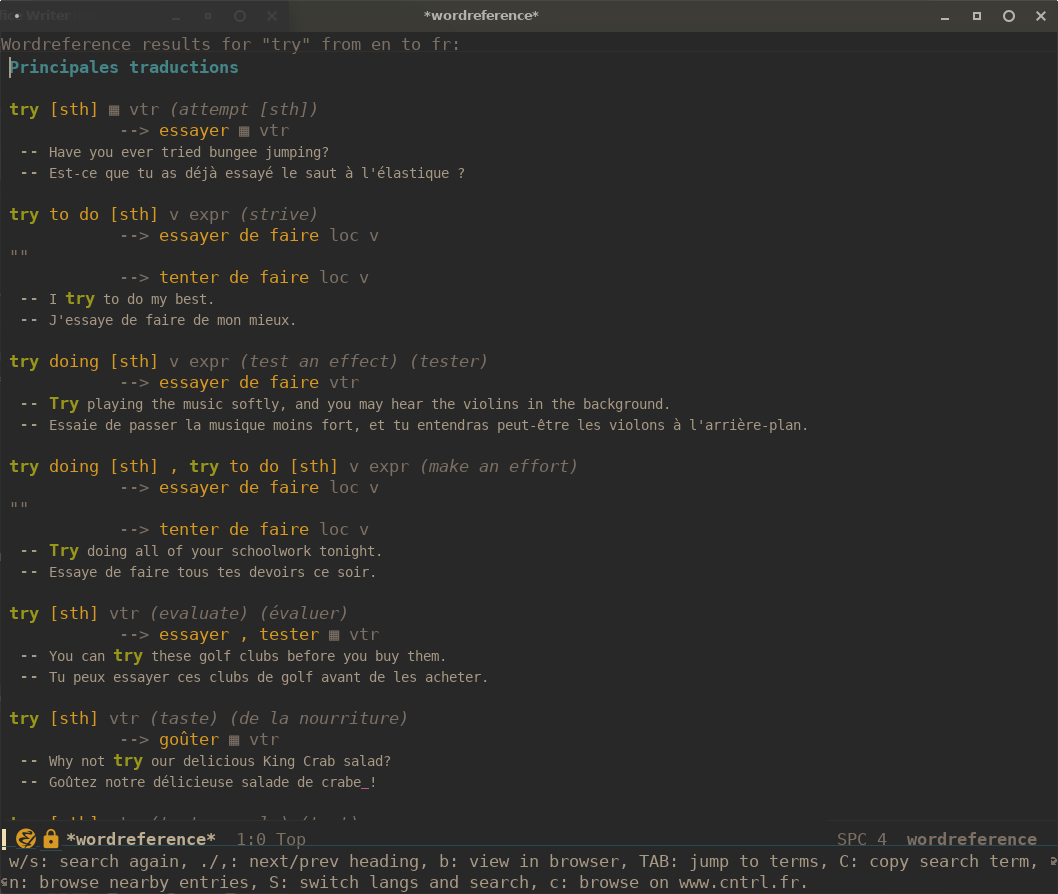 Writer
*wordreference*
Wordreference results for "try" from en to fr:
Principales traductions
try [sth] ▦ vtr (attempt [sth])
--> essayer ▦ vtr
-- Have you ever tried bungee jumping?
-- Est-ce que tu as déjà essayé le saut à l'élastique ?
try to do [sth] v expr (strive)
--> essayer de faire loc v
""
--> tenter de faire loc v
-- I try to do my best.
-- J'essaye de faire de mon mieux.
try doing [sth] v expr (test an effect) (tester)
--> essayer de faire vtr
-- Try playing the music softly, and you may hear the violins in the background.
-- Essaie de passer la musique moins fort, et tu entendras peut-être les violons à l'arrière-plan.
try doing [sth] , try to do [sth] v expr (make an effort)
--> essayer de faire loc v
""
--> tenter de faire loc v
-- Try doing all of your schoolwork tonight.
-- Essaye de faire tous tes devoirs ce soir.
try [sth] vtr (evaluate) (évaluer)
--> essayer , tester ▦ vtr
-- You can try these golf clubs before you buy them.
-- Tu peux essayer ces clubs de golf avant de les acheter.
try [sth] vtr (taste) (de la nourriture)
--> goûter ▦ vtr
-- Why not try our delicious King Crab salad?
-- Goûtez notre délicieuse salade de crabe_!
*wordreference* 1:0 Top SPC 4 wordreference
w/s: search again, ./,: next/prev heading, b: view in browser, TAB: jump to terms, C: copy search term,
n: browse nearby entries, S: switch langs and search, c: browse on www.cntrl.fr.